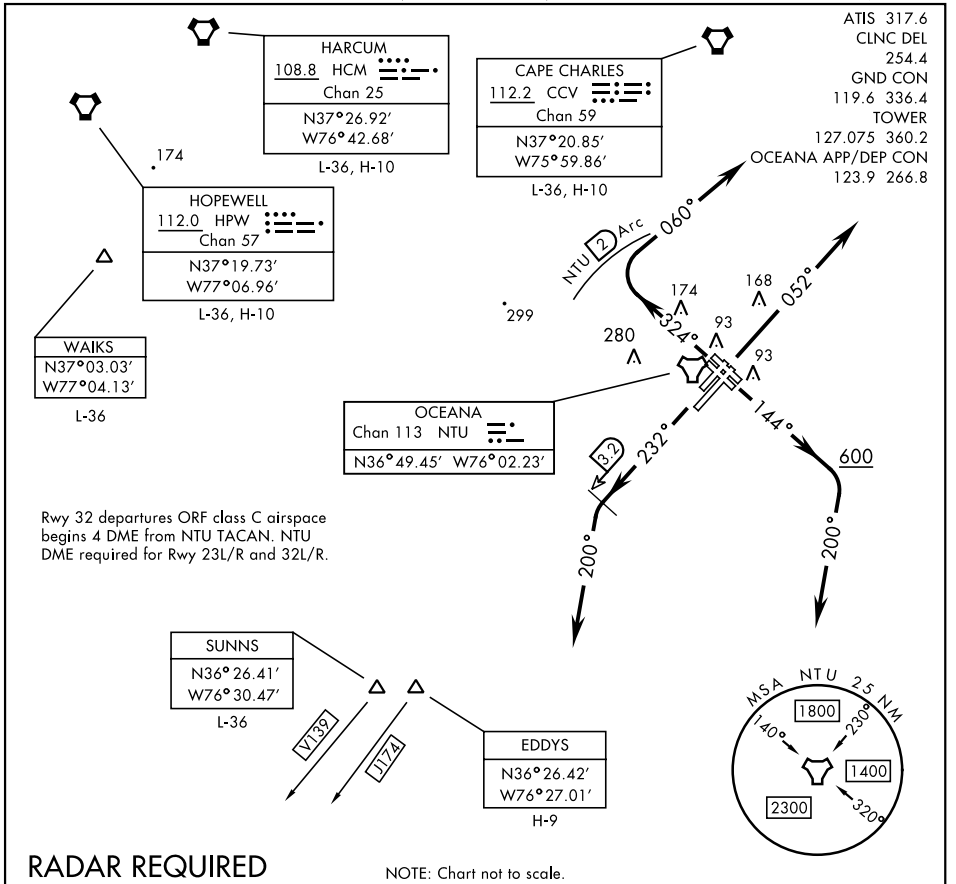 ATIS 317.6
CLNC DEL
254.4
GND CON
119.6 336.4
TOWER
127.075 360.2
OCEANA APP/DEP CON
123.9 266.8
HARCUM
108.8 HCM
Chan 25
N37°26.92′
W76°42.68′
L-36, H-10
CAPE CHARLES
112.2 CCV
Chan 59
N37°20.85′
W75°59.86′
L-36, H-10
174
HOPEWELL
112.0 HPW
Chan 57
N37°19.73′
W77°06.96′
L-36, H-10
WAIKS
N37°03.03′
W77°04.13′
L-36
NTU 2 Arc
060°
299
280
174
168
052°
324°
93
93
OCEANA
Chan 113 NTU
N36°49.45′ W76°02.23′
3.2
232°
144°
600
200°
200°
Rwy 32 departures ORF class C airspace
begins 4 DME from NTU TACAN. NTU
DME required for Rwy 23L/R and 32L/R.
SUNNS
N36°26.41′
W76°30.47′
L-36
V139
J174
EDDYS
N36°26.42′
W76°27.01′
H-9
MSA NTU 25 NM
1800
140°
230°
1400
2300
320°
RADAR REQUIRED
NOTE: Chart not to scale.